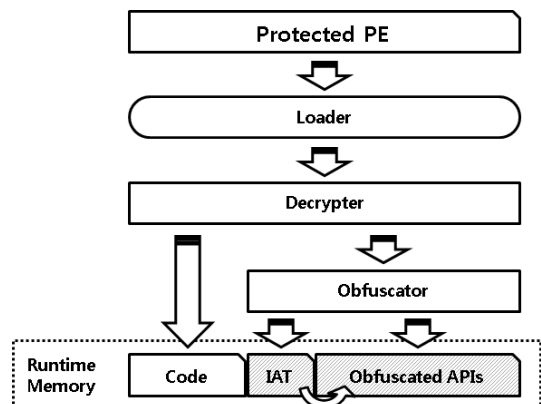 Protected PE
Loader
Decrypter
Obfuscator
Runtime
Memory
Code
IAT
Obfuscated APIs